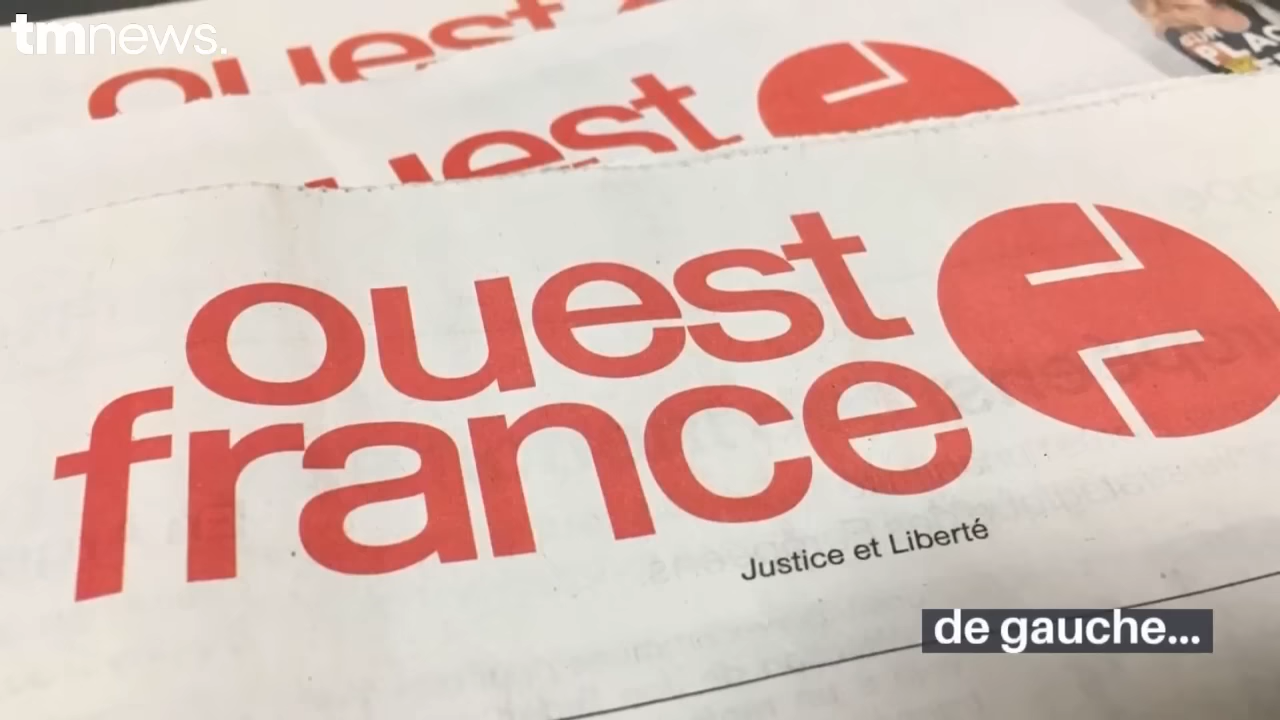 tmnews.
ouest
ouest
ouest
france
Justice et Liberté
de gauche...